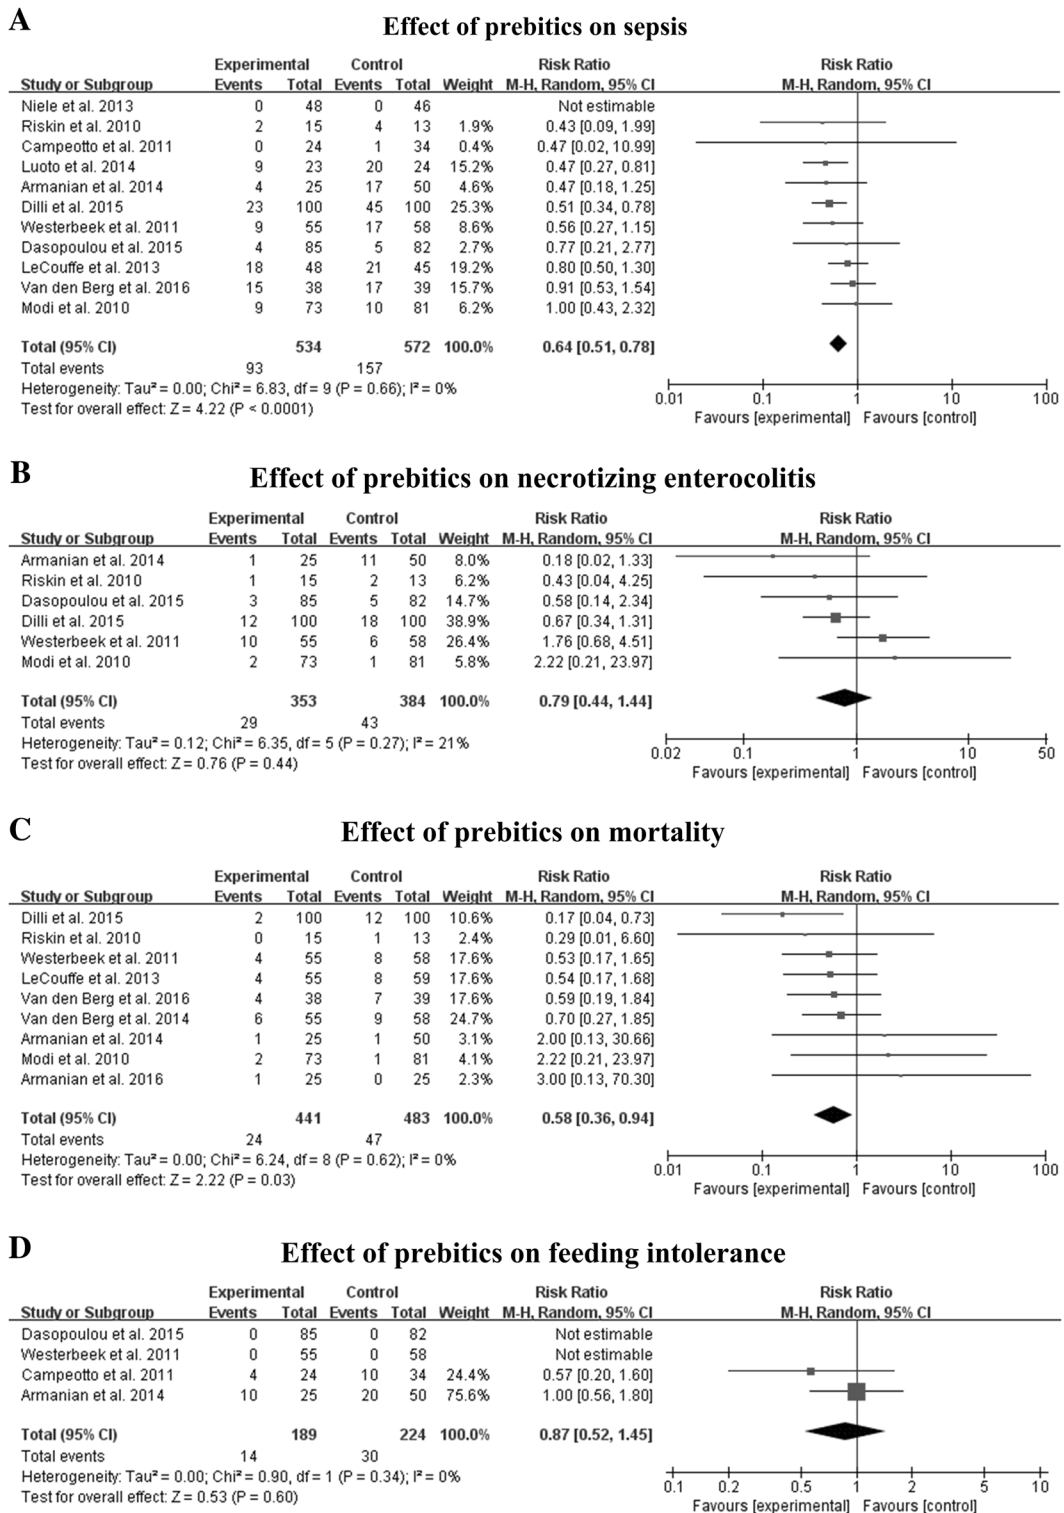 A
Effect of prebitics on sepsis
Experimental Control Risk Ratio Risk Ratio
Study or Subgroup Events Total Events Total Weight M-H, Random, 95% CI M-H, Random, 95% CI
Niele et al. 2013 0 48 0 46 Not estimable
Riskin et al. 2010 2 15 4 13 1.9% 0.43 [0.09, 1.99]
Campeotto et al. 2011 0 24 1 34 0.4% 0.47 [0.02, 10.99]
Luoto et al. 2014 9 23 20 24 15.2% 0.47 [0.27, 0.81]
Armanian et al. 2014 4 25 17 50 4.6% 0.47 [0.18, 1.25]
Dilli et al. 2015 23 100 45 100 25.3% 0.51 [0.34, 0.78]
Westerbeek et al. 2011 9 55 17 58 8.6% 0.56 [0.27, 1.15]
Dasopoulou et al. 2015 4 85 5 82 2.7% 0.77 [0.21, 2.77]
LeCouffe et al. 2013 18 48 21 45 19.2% 0.80 [0.50, 1.30]
Van den Berg et al. 2016 15 38 17 39 15.7% 0.91 [0.53, 1.54]
Modi et al. 2010 9 73 10 81 6.2% 1.00 [0.43, 2.32]
Total (95% CI) 534 572 100.0% 0.64 [0.51, 0.78]
Total events 93 157
Heterogeneity: Tau² = 0.00; Chi² = 6.83, df = 9 (P = 0.66); I² = 0%
Test for overall effect: Z = 4.22 (P < 0.0001)
0.01 0.1 1 10 100
Favours [experimental] Favours [control]
B
Effect of prebitics on necrotizing enterocolitis
Experimental Control Risk Ratio Risk Ratio
Study or Subgroup Events Total Events Total Weight M-H, Random, 95% CI M-H, Random, 95% CI
Armanian et al. 2014 1 25 11 50 8.0% 0.18 [0.02, 1.33]
Riskin et al. 2010 1 15 2 13 6.2% 0.43 [0.04, 4.25]
Dasopoulou et al. 2015 3 85 5 82 14.7% 0.58 [0.14, 2.34]
Dilli et al. 2015 12 100 18 100 38.9% 0.67 [0.34, 1.31]
Westerbeek et al. 2011 10 55 6 58 26.4% 1.76 [0.68, 4.51]
Modi et al. 2010 2 73 1 81 5.8% 2.22 [0.21, 23.97]
Total (95% CI) 353 384 100.0% 0.79 [0.44, 1.44]
Total events 29 43
Heterogeneity: Tau² = 0.12; Chi² = 6.35, df = 5 (P = 0.27); I² = 21%
Test for overall effect: Z = 0.76 (P = 0.44)
0.02 0.1 1 10 50
Favours [experimental] Favours [control]
C
Effect of prebitics on mortality
Experimental Control Risk Ratio Risk Ratio
Study or Subgroup Events Total Events Total Weight M-H, Random, 95% CI M-H, Random, 95% CI
Dilli et al. 2015 2 100 12 100 10.6% 0.17 [0.04, 0.73]
Riskin et al. 2010 0 15 1 13 2.4% 0.29 [0.01, 6.60]
Westerbeek et al. 2011 4 55 8 58 17.6% 0.53 [0.17, 1.65]
LeCouffe et al. 2013 4 55 8 59 17.6% 0.54 [0.17, 1.68]
Van den Berg et al. 2016 4 38 7 39 17.6% 0.59 [0.19, 1.84]
Van den Berg et al. 2014 6 55 9 58 24.7% 0.70 [0.27, 1.85]
Armanian et al. 2014 1 25 1 50 3.1% 2.00 [0.13, 30.66]
Modi et al. 2010 2 73 1 81 4.1% 2.22 [0.21, 23.97]
Armanian et al. 2016 1 25 0 25 2.3% 3.00 [0.13, 70.30]
Total (95% CI) 441 483 100.0% 0.58 [0.36, 0.94]
Total events 24 47
Heterogeneity: Tau² = 0.00; Chi² = 6.24, df = 8 (P = 0.62); I² = 0%
Test for overall effect: Z = 2.22 (P = 0.03)
0.01 0.1 1 10 100
Favours [experimental] Favours [control]
D
Effect of prebitics on feeding intolerance
Experimental Control Risk Ratio Risk Ratio
Study or Subgroup Events Total Events Total Weight M-H, Random, 95% CI M-H, Random, 95% CI
Dasopoulou et al. 2015 0 85 0 82 Not estimable
Westerbeek et al. 2011 0 55 0 58 Not estimable
Campeotto et al. 2011 4 24 10 34 24.4% 0.57 [0.20, 1.60]
Armanian et al. 2014 10 25 20 50 75.6% 1.00 [0.56, 1.80]
Total (95% CI) 189 224 100.0% 0.87 [0.52, 1.45]
Total events 14 30
Heterogeneity: Tau² = 0.00; Chi² = 0.90, df = 1 (P = 0.34); I² = 0%
Test for overall effect: Z = 0.53 (P = 0.60)
0.1 0.2 0.5 1 2 5 10
Favours [experimental] Favours [control]